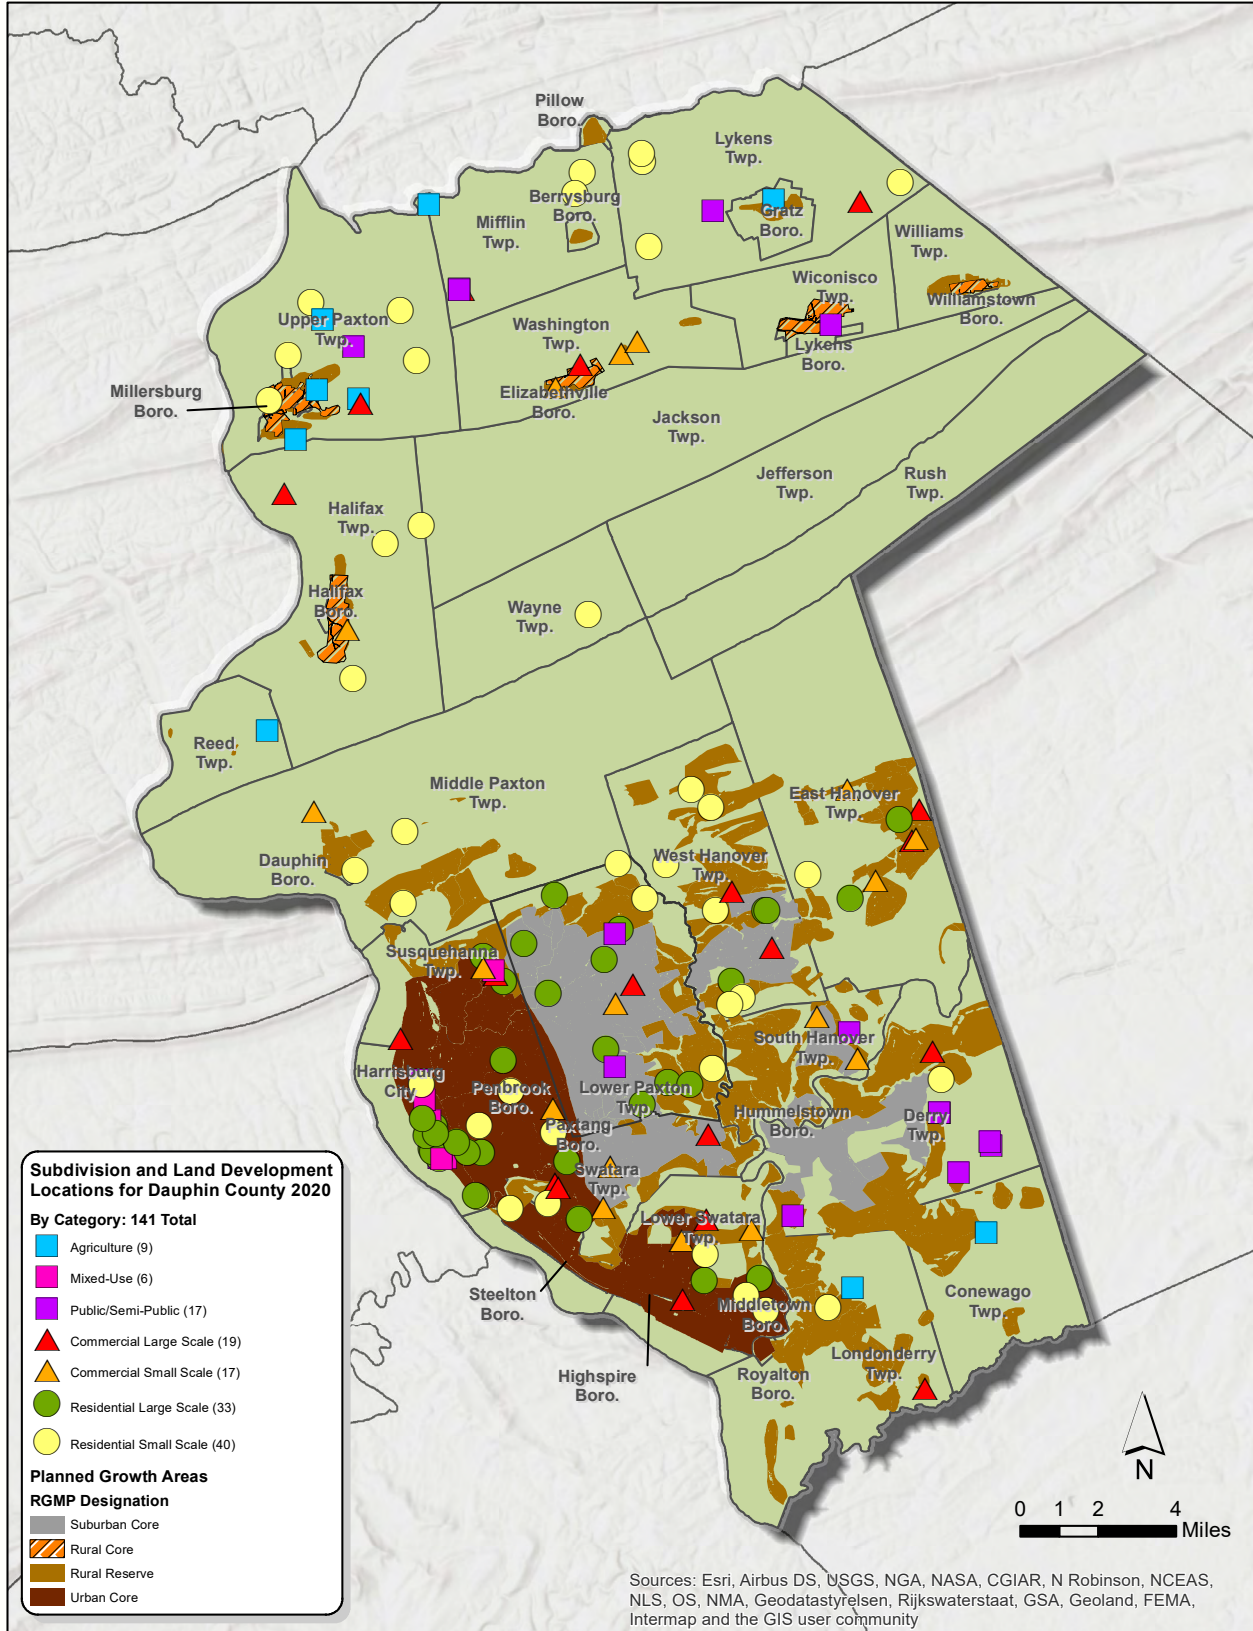 Pillow
Boro.
Lykens
Twp.
Berrysburg
Boro.
Mifflin
Twp.
Gratz
Boro.
Williams
Twp.
Wiconisco
Twp.
Williamstown
Boro.
Upper Paxton
Twp.
Washington
Twp.
Lykens
Boro.
Millersburg
Boro.
Elizabethville
Boro.
Jackson
Twp.
Jefferson
Twp.
Rush
Twp.
Halifax
Twp.
Halifax
Boro.
Wayne
Twp.
Reed
Twp.
Middle Paxton
Twp.
East Hanover
Twp.
Dauphin
Boro.
West Hanover
Twp.
Susquehanna
Twp.
South Hanover
Twp.
Harrisburg
City
Penbrook
Boro.
Lower Paxton
Twp.
Hummelstown
Boro.
Derry
Twp.
Paxtang
Boro.
Swatara
Twp.
Lower Swatara
Twp.
Steelton
Boro.
Middletown
Boro.
Conewago
Twp.
Highspire
Boro.
Royalton
Boro.
Londonderry
Twp.
Subdivision and Land Development
Locations for Dauphin County 2020
By Category: 141 Total
Agriculture (9)
Mixed-Use (6)
Public/Semi-Public (17)
Commercial Large Scale (19)
Commercial Small Scale (17)
Residential Large Scale (33)
Residential Small Scale (40)
Planned Growth Areas
RGMP Designation
Suburban Core
Rural Core
Rural Reserve
Urban Core
N
0 1 2 4
Miles
Sources: Esri, Airbus DS, USGS, NGA, NASA, CGIAR, N Robinson, NCEAS,
NLS, OS, NMA, Geodatastyrelsen, Rijkswaterstaat, GSA, Geoland, FEMA,
Intermap and the GIS user community